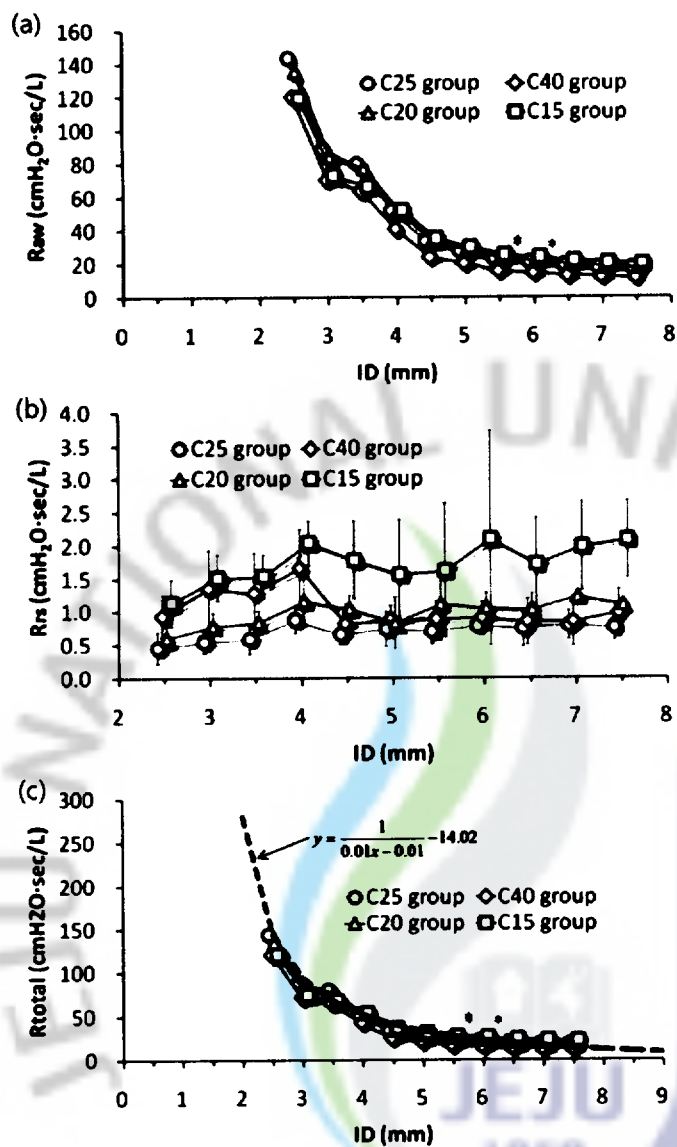 (a)
160
140
120
100
80
60
40
20
0
Raw (cmH₂O·sec/L)
C25 group C40 group
C20 group C15 group
* *
0 1 2 3 4 5 6 7 8
ID (mm)
(b)
4.0
3.5
3.0
2.5
2.0
1.5
1.0
0.5
0.0
Rrs (cmH₂O·sec/L)
C25 group C40 group
C20 group C15 group
2 3 4 5 6 7 8
ID (mm)
(c)
300
250
200
150
100
50
0
Rtotal (cmH2O·sec/L)
y = 1 / (0.01x − 0.01) − 14.02
C25 group C40 group
C20 group C15 group
* *
0 1 2 3 4 5 6 7 8 9
ID (mm)
JEJU NATIONAL UN
JEJU